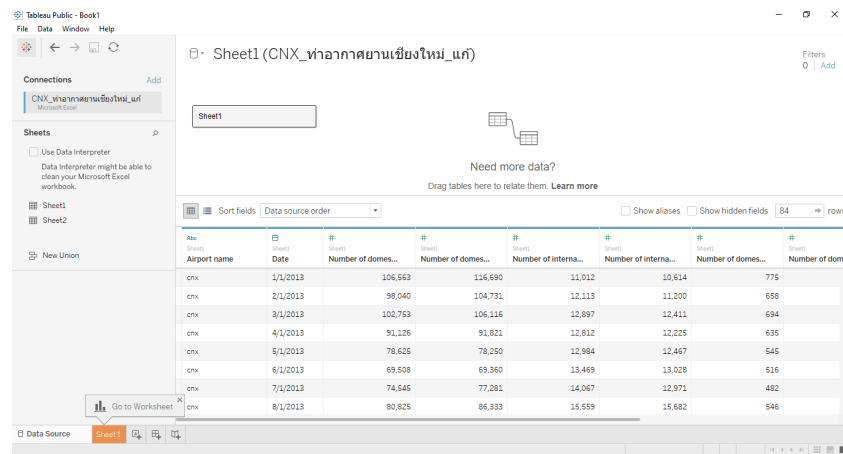 Tableau Public - Book1
File Data Window Help
Connections Add
CNX_ท่าอากาศยานเชียงใหม่_แก้
Microsoft Excel
Sheets
Use Data Interpreter
Data Interpreter might be able to
clean your Microsoft Excel
workbook.
Sheet1
Sheet2
New Union
Sheet1 (CNX_ท่าอากาศยานเชียงใหม่_แก้)
Filters
0 | Add
Sheet1
Need more data?
Drag tables here to relate them. Learn more
Sort fields Data source order Show aliases Show hidden fields 84 rows
Abc # # # # # #
Sheet1 Sheet1 Sheet1 Sheet1 Sheet1 Sheet1 Sheet1 Sheet1
Airport name Date Number of domes... Number of domes... Number of interna... Number of interna... Number of domes... Number of dom
cnx 1/1/2013 106,563 116,690 11,012 10,614 775
cnx 2/1/2013 98,040 104,731 12,113 11,200 658
cnx 3/1/2013 102,753 106,116 12,897 12,411 694
cnx 4/1/2013 91,126 91,821 12,812 12,225 635
cnx 5/1/2013 78,625 78,250 12,984 12,467 545
cnx 6/1/2013 69,508 69,360 13,469 13,028 516
cnx 7/1/2013 74,545 77,281 14,067 12,971 482
cnx 8/1/2013 80,825 86,333 15,559 15,682 546
Go to Worksheet
Data Source Sheet1